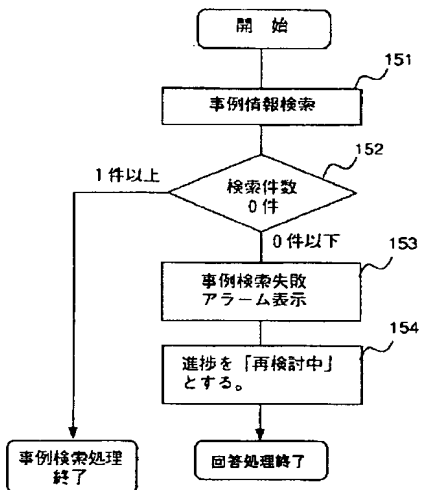 開 始
151
事例情報検索
152
1件以上
検索件数
0件
0件以下
153
事例検索失敗
アラーム表示
154
進捗を「再検討中」
とする。
事例検索処理
終了
回答処理終了